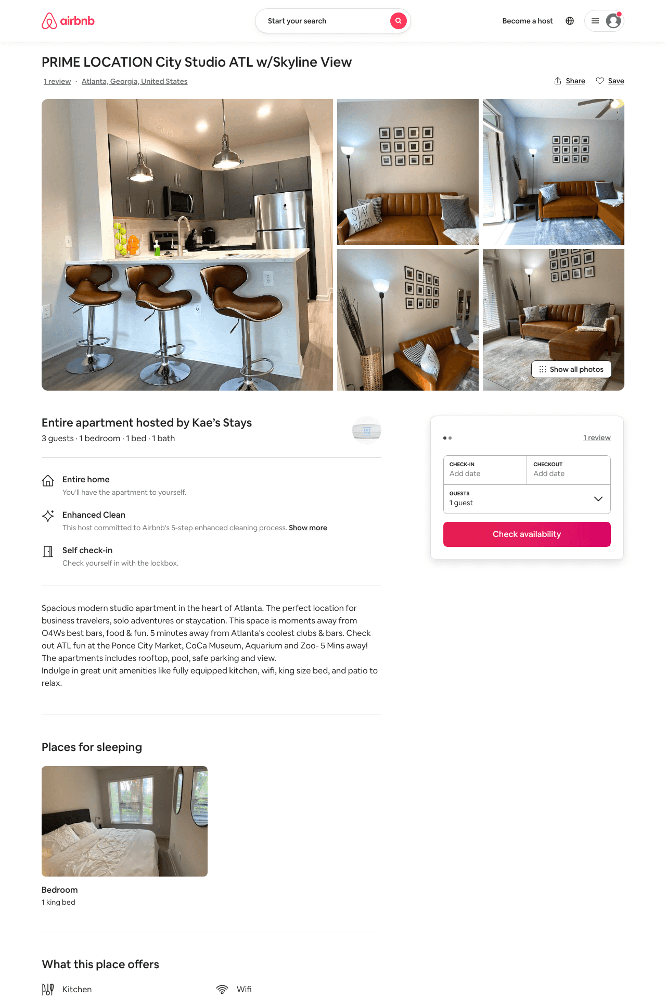 airbnb
Start your search
Become a host
PRIME LOCATION City Studio ATL w/Skyline View
1 review · Atlanta, Georgia, United States
Share
Save
STAY
WEIRD
Show all photos
Entire apartment hosted by Kae’s Stays
3 guests · 1 bedroom · 1 bed · 1 bath
1 review
CHECK-IN
Add date
CHECKOUT
Add date
GUESTS
1 guest
Check availability
Entire home
You’ll have the apartment to yourself.
Enhanced Clean
This host committed to Airbnb's 5-step enhanced cleaning process. Show more
Self check-in
Check yourself in with the lockbox.
Spacious modern studio apartment in the heart of Atlanta. The perfect location for
business travelers, solo adventures or staycation. This space is moments away from
O4Ws best bars, food & fun. 5 minutes away from Atlanta's coolest clubs & bars. Check
out ATL fun at the Ponce City Market, CoCa Museum, Aquarium and Zoo- 5 Mins away!
The apartments includes rooftop, pool, safe parking and view.
Indulge in great unit amenities like fully equipped kitchen, wifi, king size bed, and patio to
relax.
Places for sleeping
Bedroom
1 king bed
What this place offers
Kitchen
Wifi